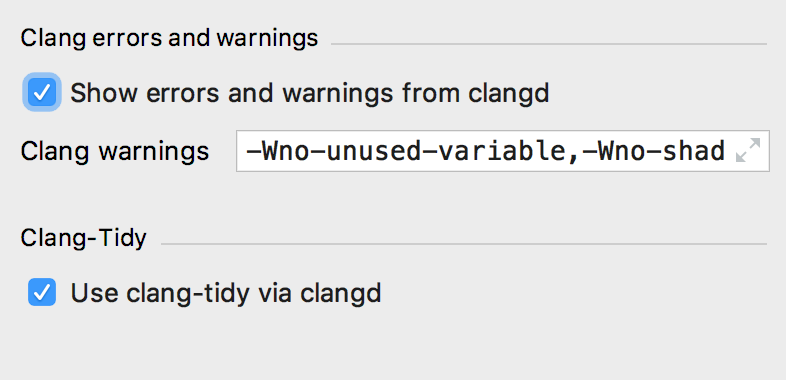 Clang errors and warnings
Show errors and warnings from clangd
Clang warnings -Wno-unused-variable,-Wno-shad
Clang-Tidy
Use clang-tidy via clangd